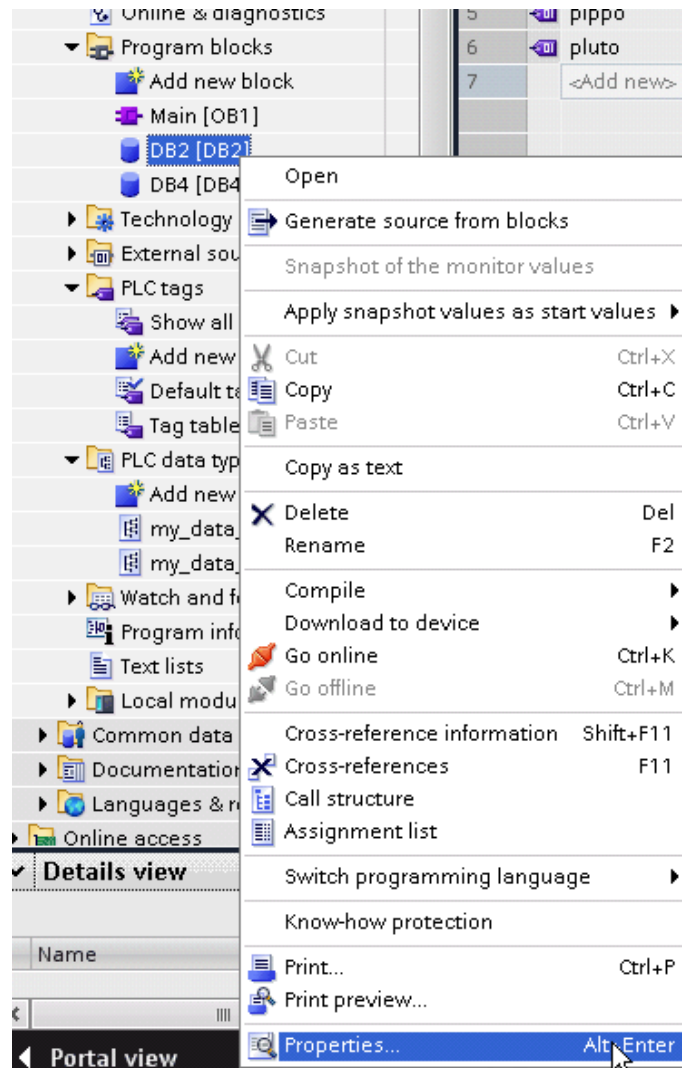 Online & diagnostics
5 pippo
Program blocks
6 pluto
Add new block
7 <Add new>
Main [OB1]
DB2 [DB2]
DB4 [DB4
Open
Technology
Generate source from blocks
External sou
Snapshot of the monitor values
PLC tags
Show all
Apply snapshot values as start values
Add new
Cut Ctrl+X
Default ta
Copy Ctrl+C
Tag table
Paste Ctrl+V
PLC data typ
Copy as text
Add new
Delete Del
my_data_
Rename F2
my_data_
Watch and fo
Compile
Program info
Download to device
Text lists
Go online Ctrl+K
Local modu
Go offline Ctrl+M
Common data
Cross-reference information Shift+F11
Documentation
Cross-references F11
Languages & r
Call structure
Online access
Assignment list
Details view
Switch programming language
Know-how protection
Name
Print... Ctrl+P
Print preview...
Portal view
Properties... Alt+Enter